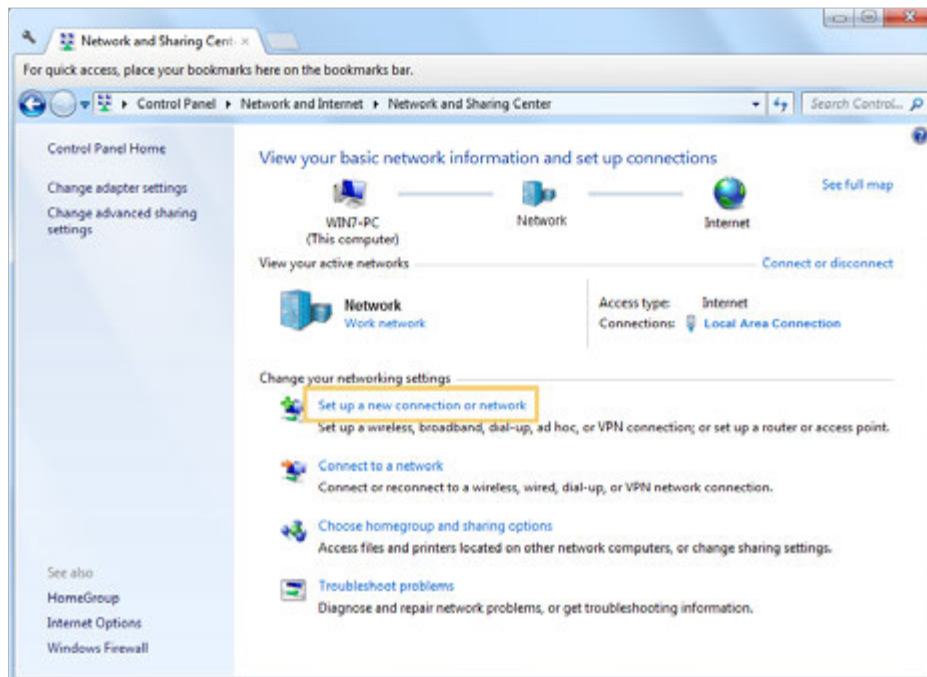 Network and Sharing Cent
For quick access, place your bookmarks here on the bookmarks bar.
Control Panel Network and Internet Network and Sharing Center
Search Control...
Control Panel Home
Change adapter settings
Change advanced sharing
settings
View your basic network information and set up connections
See full map
WIN7-PC
(This computer)
Network
Internet
View your active networks
Connect or disconnect
Network
Work network
Access type: Internet
Connections: Local Area Connection
Change your networking settings
Set up a new connection or network
Set up a wireless, broadband, dial-up, ad hoc, or VPN connection; or set up a router or access point.
Connect to a network
Connect or reconnect to a wireless, wired, dial-up, or VPN network connection.
Choose homegroup and sharing options
Access files and printers located on other network computers, or change sharing settings.
Troubleshoot problems
Diagnose and repair network problems, or get troubleshooting information.
See also
HomeGroup
Internet Options
Windows Firewall